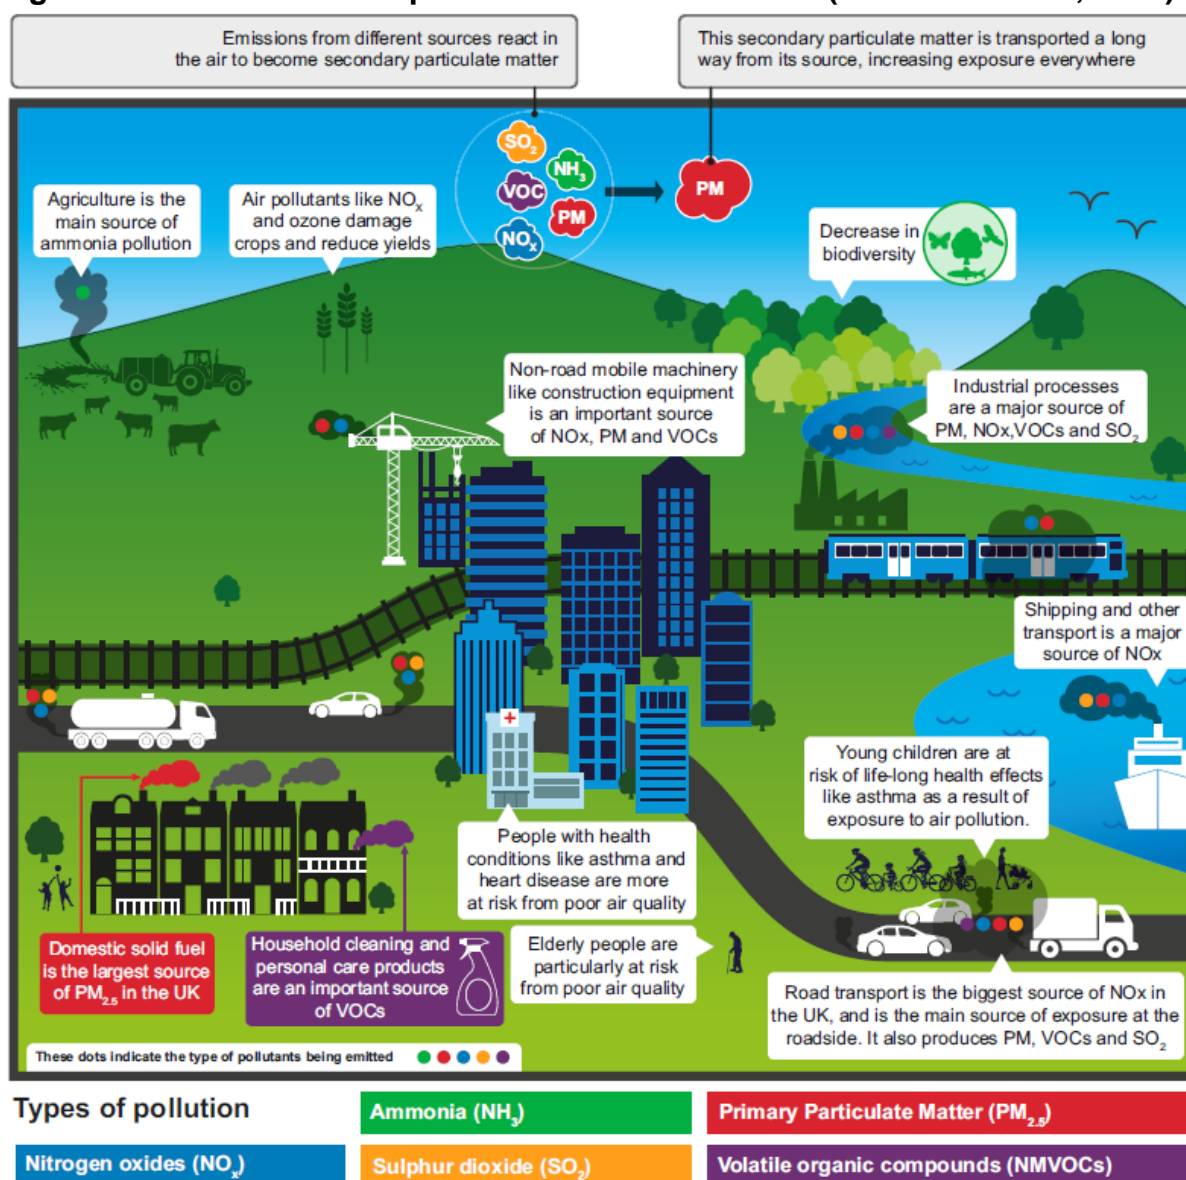 Emissions from different sources react in
the air to become secondary particulate matter
This secondary particulate matter is transported a long
way from its source, increasing exposure everywhere
SO2
NH3
VOC
PM
NOx
PM
Agriculture is the
main source of
ammonia pollution
Air pollutants like NOx
and ozone damage
crops and reduce yields
Decrease in
biodiversity
Non-road mobile machinery
like construction equipment
is an important source
of NOx, PM and VOCs
Industrial processes
are a major source of
PM, NOx,VOCs and SO2
Shipping and other
transport is a major
source of NOx
Young children are at
risk of life-long health effects
like asthma as a result of
exposure to air pollution.
People with health
conditions like asthma and
heart disease are more
at risk from poor air quality
Domestic solid fuel
is the largest source
of PM2.5 in the UK
Household cleaning and
personal care products
are an important source
of VOCs
Elderly people are
particularly at risk
from poor air quality
Road transport is the biggest source of NOx in
the UK, and is the main source of exposure at the
roadside. It also produces PM, VOCs and SO2
These dots indicate the type of pollutants being emitted
Types of pollution
Ammonia (NH3)
Primary Particulate Matter (PM2.5)
Nitrogen oxides (NOx)
Sulphur dioxide (SO2)
Volatile organic compounds (NMVOCs)